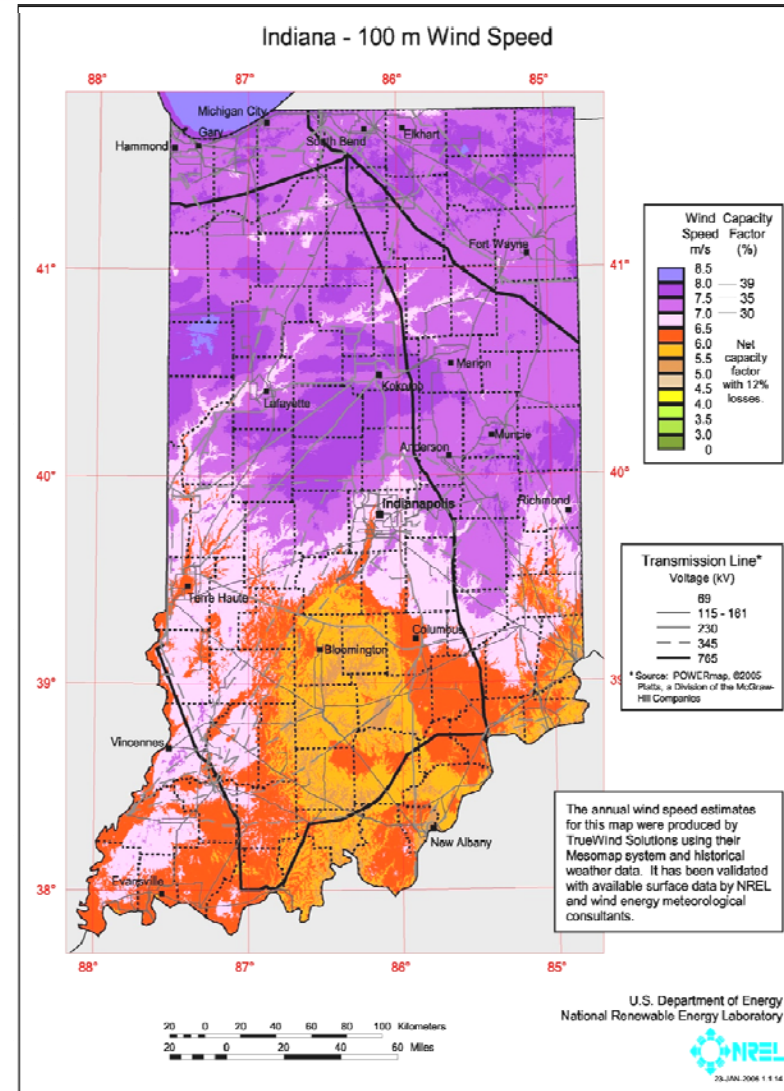 Indiana - 100 m Wind Speed
88°
87°
86°
85°
Michigan City
Gary
Hammond
South Bend
Elkhart
Fort Wayne
41°
41°
Marion
Kokomo
Lafayette
Muncie
Anderson
40°
40°
Richmond
Indianapolis
Terre Haute
Columbus
Bloomington
39°
39°
Vincennes
New Albany
Evansville
38°
38°
88°
87°
86°
85°
Wind Capacity
Speed Factor
m/s (%)
8.5
8.0 39
7.5 35
7.0 30
6.5
6.0
5.5
5.0
4.5
4.0
3.5
3.0
0
Net
capacity
factor
with 12%
losses.
Transmission Line*
Voltage (kV)
69
115 - 161
230
345
765
* Source: POWERmap, ©2005
Platts, a Division of the McGraw-
Hill Companies
The annual wind speed estimates
for this map were produced by
TrueWind Solutions using their
Mesomap system and historical
weather data. It has been validated
with available surface data by NREL
and wind energy meteorological
consultants.
20 0 20 40 60 80 100 Kilometers
20 0 20 40 60 Miles
U.S. Department of Energy
National Renewable Energy Laboratory
NREL